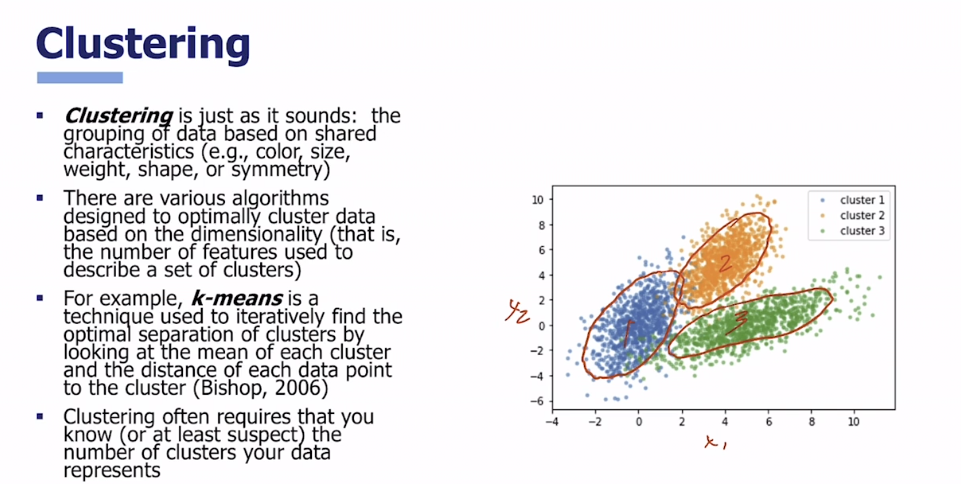 Clustering
▪ Clustering is just as it sounds: the
grouping of data based on shared
characteristics (e.g., color, size,
weight, shape, or symmetry)
▪ There are various algorithms
designed to optimally cluster data
based on the dimensionality (that is,
the number of features used to
describe a set of clusters)
▪ For example, k-means is a
technique used to iteratively find the
optimal separation of clusters by
looking at the mean of each cluster
and the distance of each data point
to the cluster (Bishop, 2006)
▪ Clustering often requires that you
know (or at least suspect) the
number of clusters your data
represents
cluster 1
cluster 2
cluster 3
10
8
6
4
2
0
−2
−4
−6
−4 −2 0 2 4 6 8 10
1
2
3
x₁